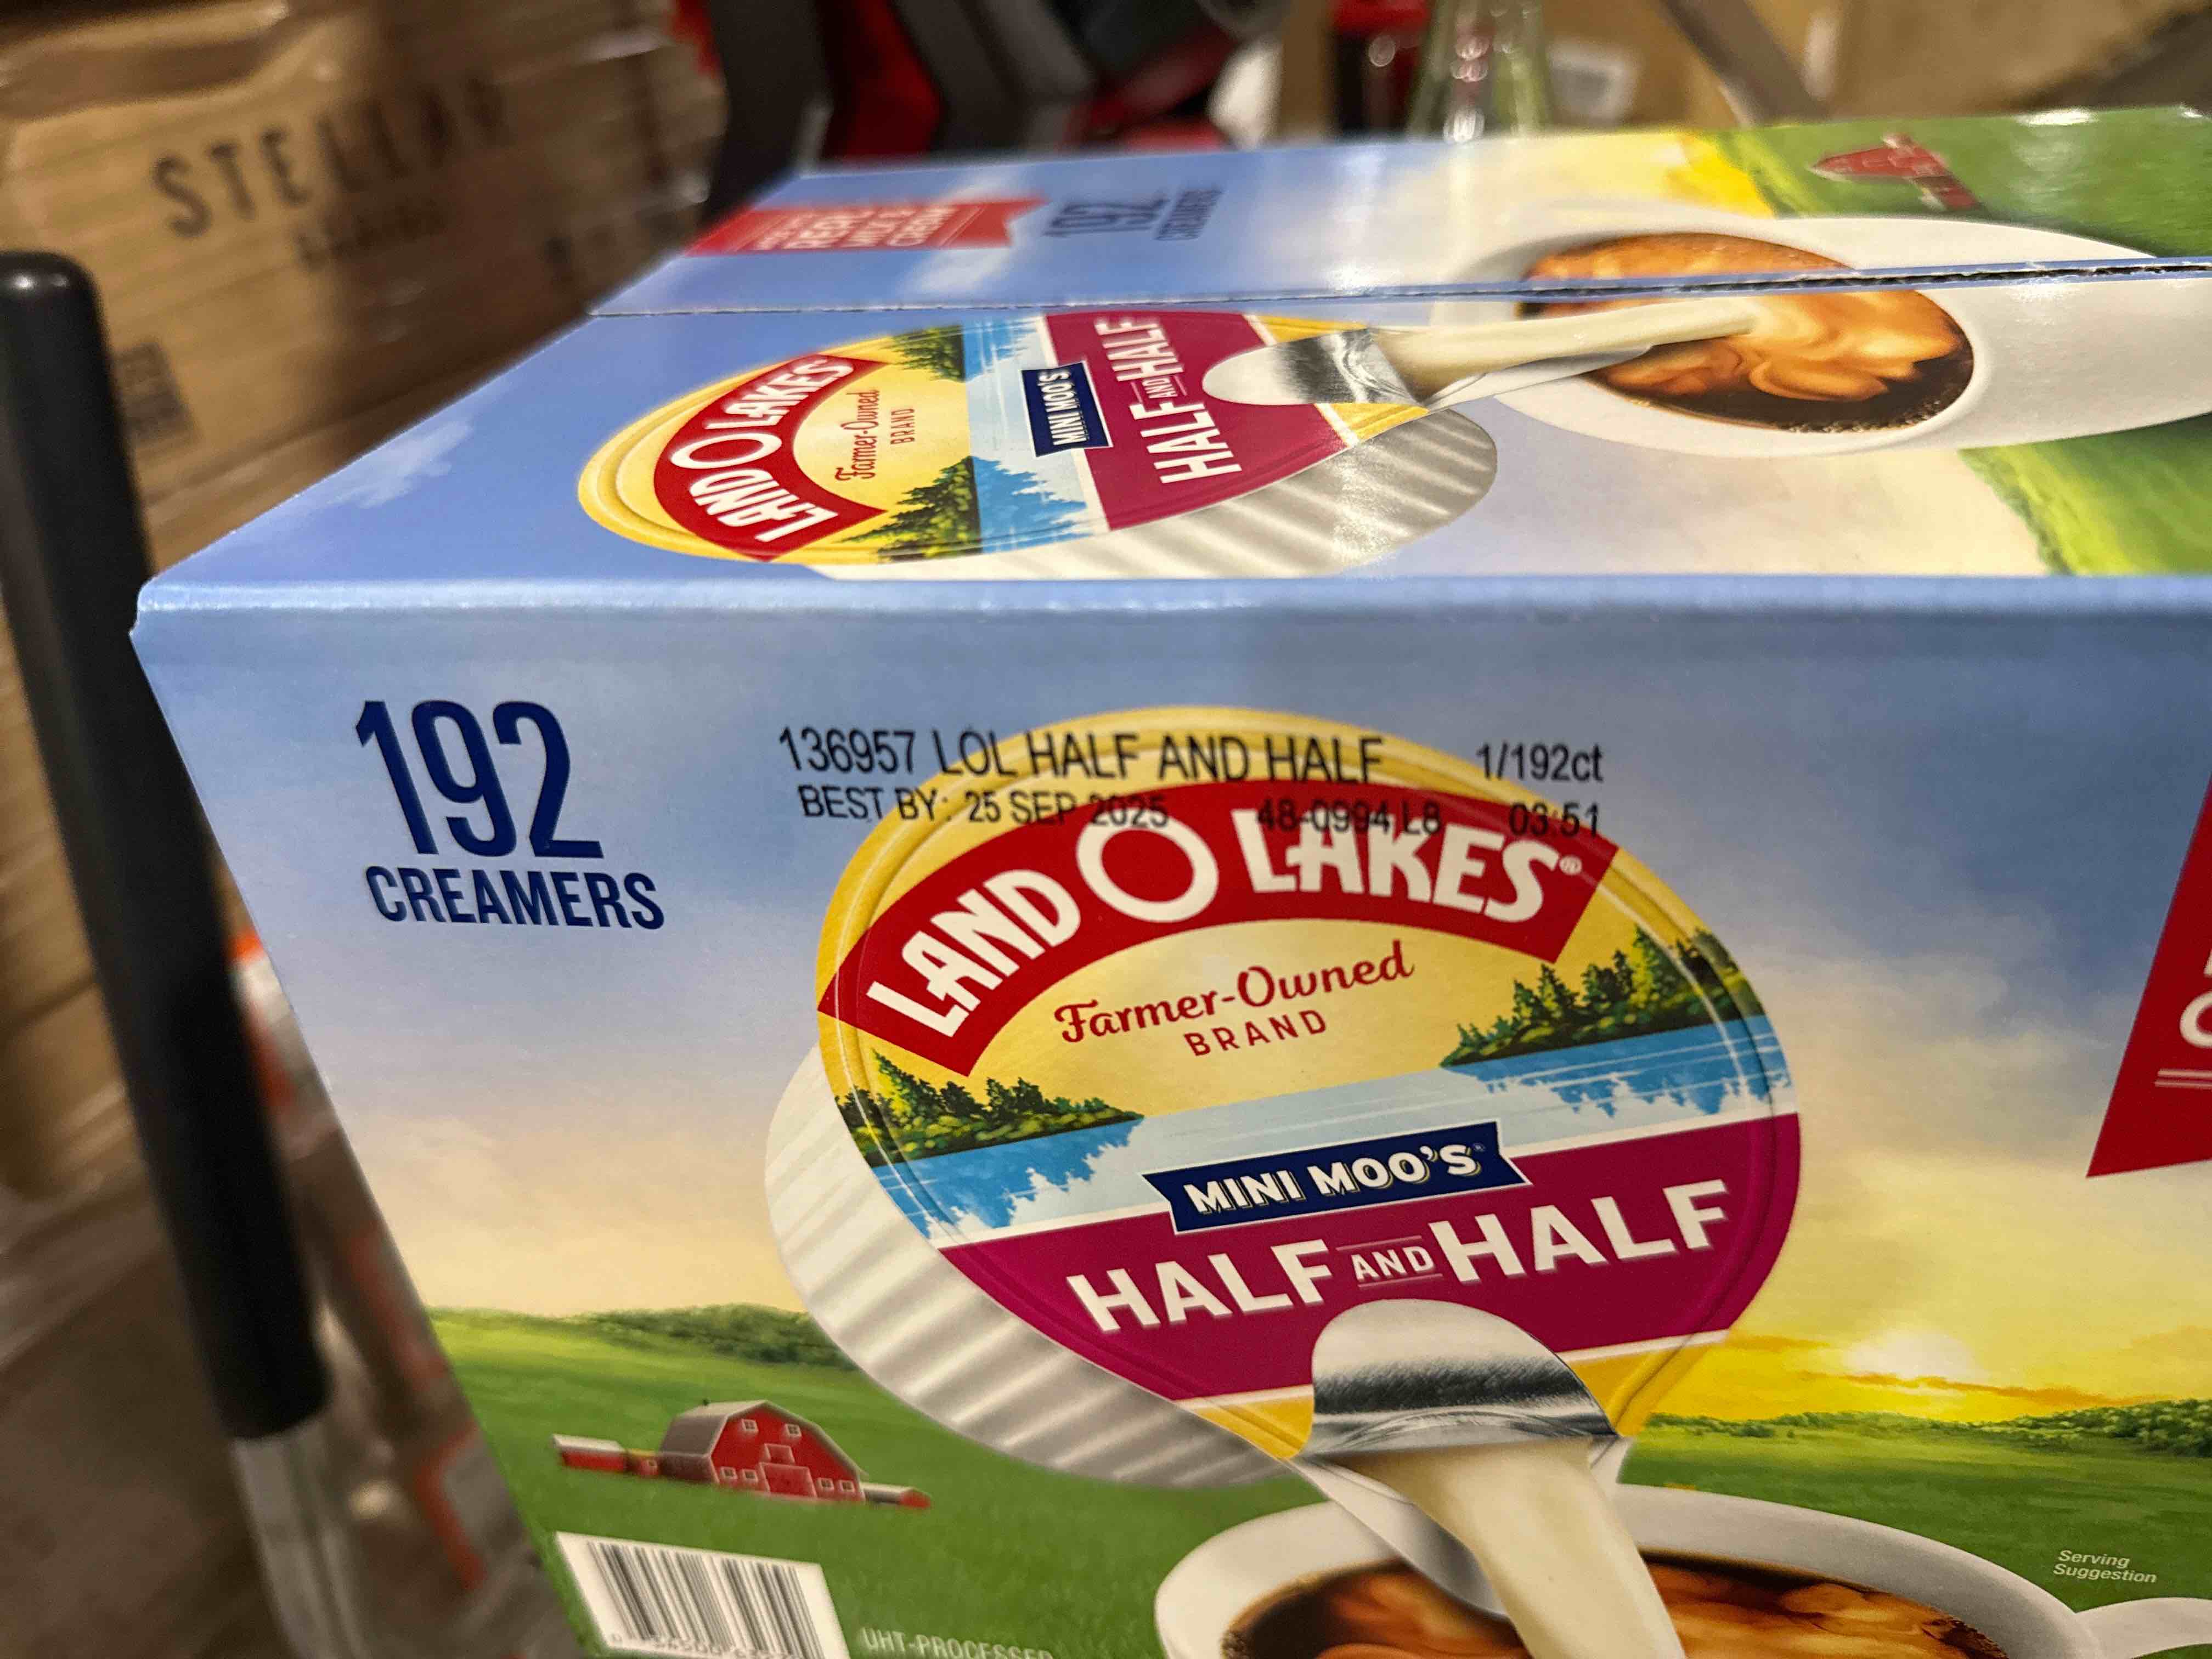 STELLAR
192
CREAMERS
LAND O LAKES
Farmer-Owned
BRAND
MINI MOO'S
HALF AND HALF
192
CREAMERS
136957 LOL HALF AND HALF 1/192ct
BEST BY: 25 SEP 2025 48-0994 L8 03:51
LAND O LAKES®
Farmer-Owned
BRAND
MINI MOO'S
HALF AND HALF
Serving
Suggestion
UHT-PROCESSED